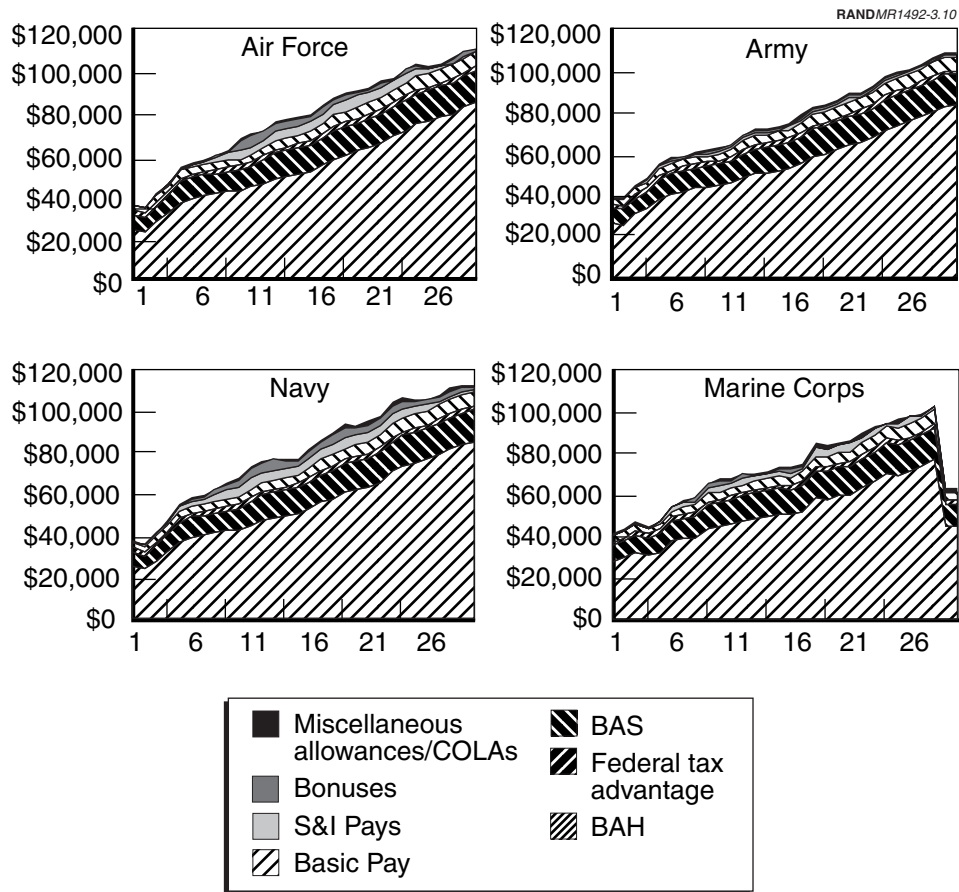 RANDMR1492-3.10
Air Force
$120,000
$100,000
$80,000
$60,000
$40,000
$20,000
$0
1 6 11 16 21 26
Army
$120,000
$100,000
$80,000
$60,000
$40,000
$20,000
$0
1 6 11 16 21 26
Navy
$120,000
$100,000
$80,000
$60,000
$40,000
$20,000
$0
1 6 11 16 21 26
Marine Corps
$120,000
$100,000
$80,000
$60,000
$40,000
$20,000
$0
1 6 11 16 21 26
Miscellaneous
allowances/COLAs
Bonuses
S&I Pays
Basic Pay
BAS
Federal tax
advantage
BAH